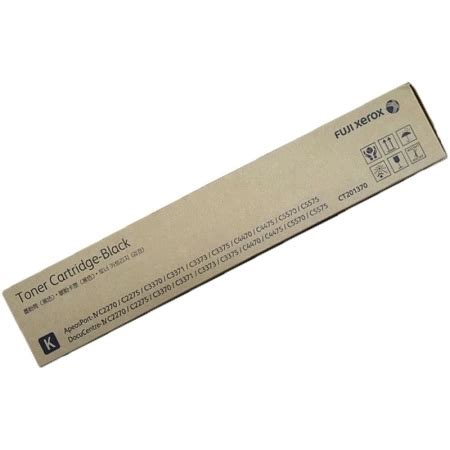 FUJI xerox
CT201370
Toner Cartridge-Black
K
ApeosPort-IV C2270 / C2275 / C3370 / C3371 / C3373 / C3375 / C4470 / C4475 / C5570 / C5575
DocuCentre-IV C2270 / C2275 / C3370 / C3371 / C3373 / C3375 / C4470 / C4475 / C5570 / C5575